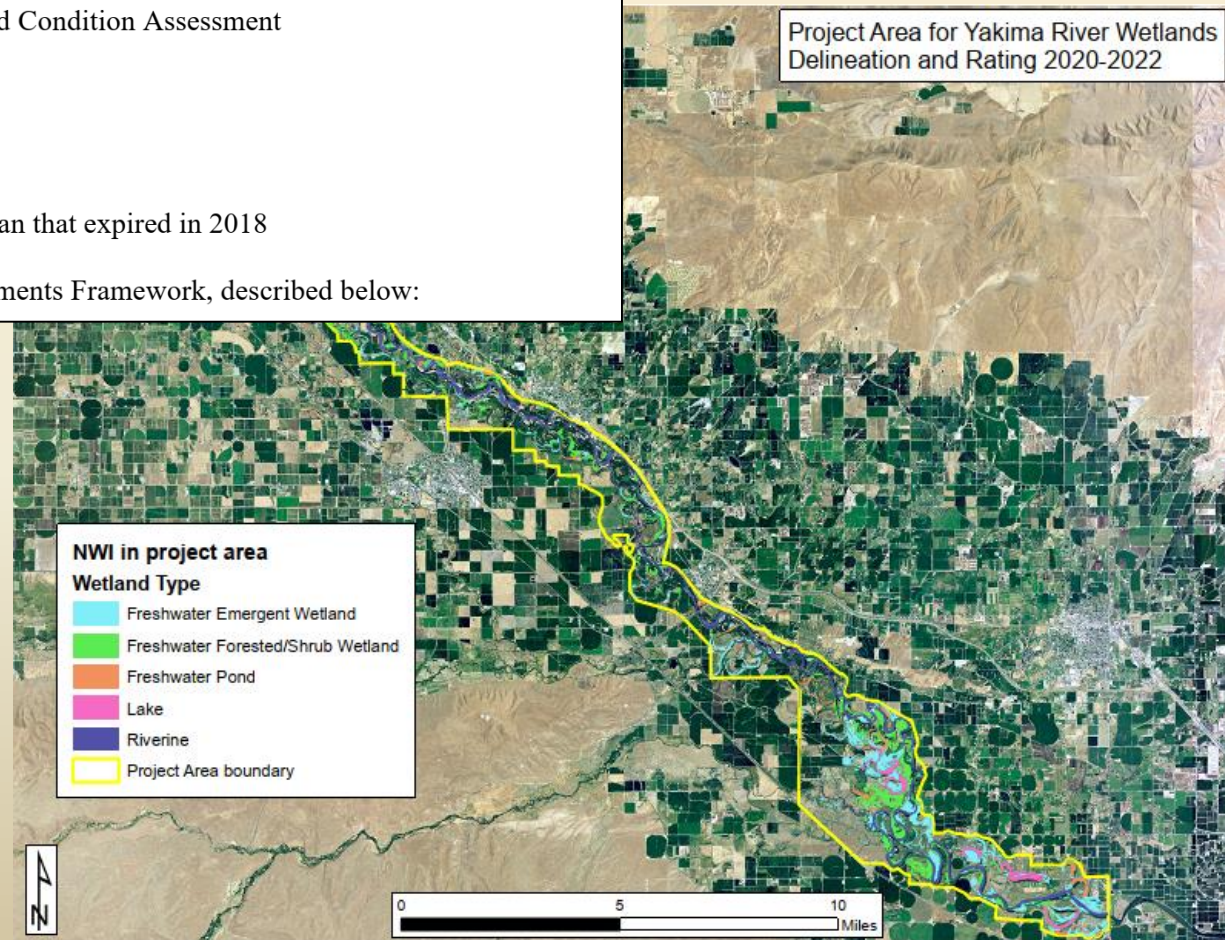 d Condition Assessment
an that expired in 2018
ments Framework, described below:
Project Area for Yakima River Wetlands
Delineation and Rating 2020-2022
NWI in project area
Wetland Type
Freshwater Emergent Wetland
Freshwater Forested/Shrub Wetland
Freshwater Pond
Lake
Riverine
Project Area boundary
N
0 5 10
Miles